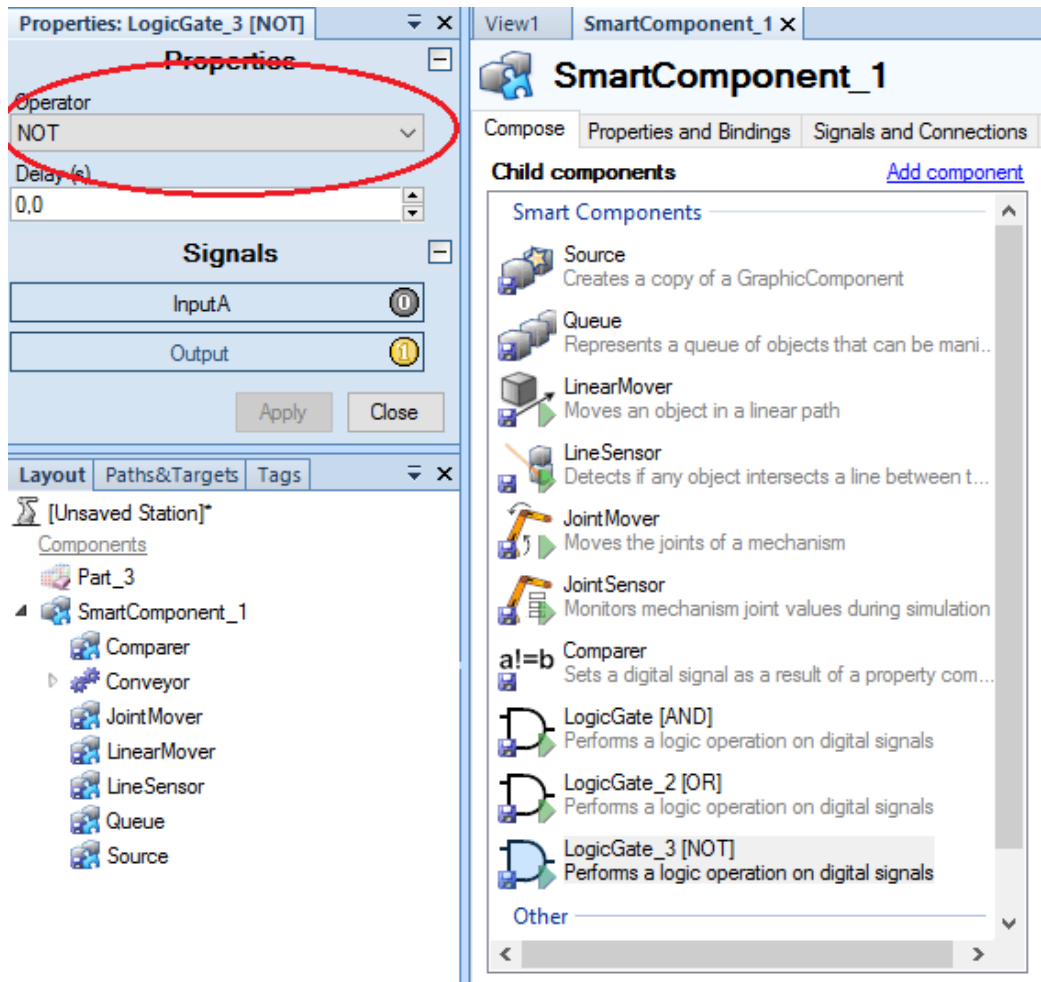 Properties: LogicGate_3 [NOT]
Properties
Operator
NOT
Delay (s)
0,0
Signals
InputA
0
Output
1
Apply Close
Layout Paths&Targets Tags
[Unsaved Station]*
Components
Part_3
SmartComponent_1
Comparer
Conveyor
JointMover
LinearMover
LineSensor
Queue
Source
View1 SmartComponent_1
SmartComponent_1
Compose Properties and Bindings Signals and Connections
Child components Add component
Smart Components
Source
Creates a copy of a GraphicComponent
Queue
Represents a queue of objects that can be mani..
LinearMover
Moves an object in a linear path
LineSensor
Detects if any object intersects a line between t...
JointMover
Moves the joints of a mechanism
JointSensor
Monitors mechanism joint values during simulation
a!=b
Comparer
Sets a digital signal as a result of a property com...
LogicGate [AND]
Performs a logic operation on digital signals
LogicGate_2 [OR]
Performs a logic operation on digital signals
LogicGate_3 [NOT]
Performs a logic operation on digital signals
Other